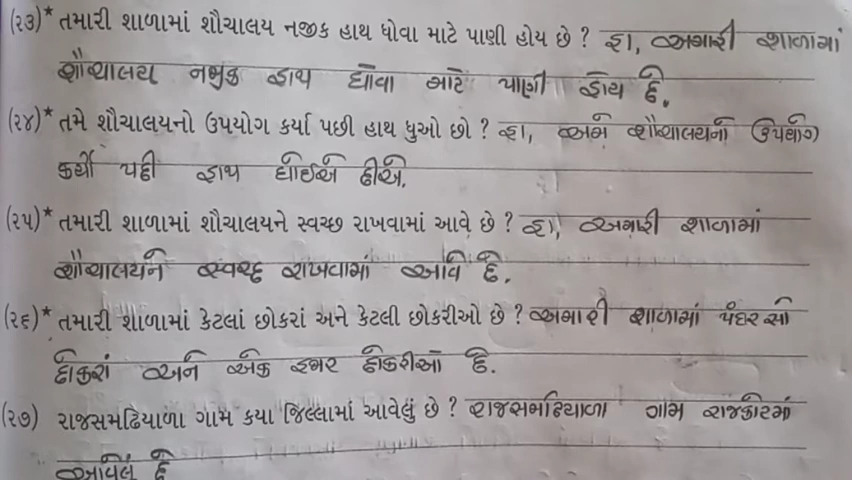 (૨૩)* તમારી શાળામાં શૌચાલય નજીક હાથ ધોવા માટે પાણી હોય છે ? હા, અમારી શાળામાં
શૌચાલય નજીક હાથ ધોવા માટે પાણી હોય છે.
(૨૪)* તમે શૌચાલયનો ઉપયોગ કર્યા પછી હાથ ધુઓ છો ? હા, અમે શૌચાલયનો ઉપયોગ
કર્યા પછી હાથ ધોઈએ છીએ.
(૨૫)* તમારી શાળામાં શૌચાલયને સ્વચ્છ રાખવામાં આવે છે ? હા, અમારી શાળામાં
શૌચાલયને સ્વચ્છ રાખવામાં આવે છે.
(૨૬)* તમારી શાળામાં કેટલાં છોકરાં અને કેટલી છોકરીઓ છે ? અમારી શાળામાં પંદરસો
છોકરાં અને એક હજાર છોકરીઓ છે.
(૨૭) રાજસમઢિયાળા ગામ કયા જિલ્લામાં આવેલું છે ? રાજસમઢિયાળા ગામ રાજકોટમાં
આવેલું છે